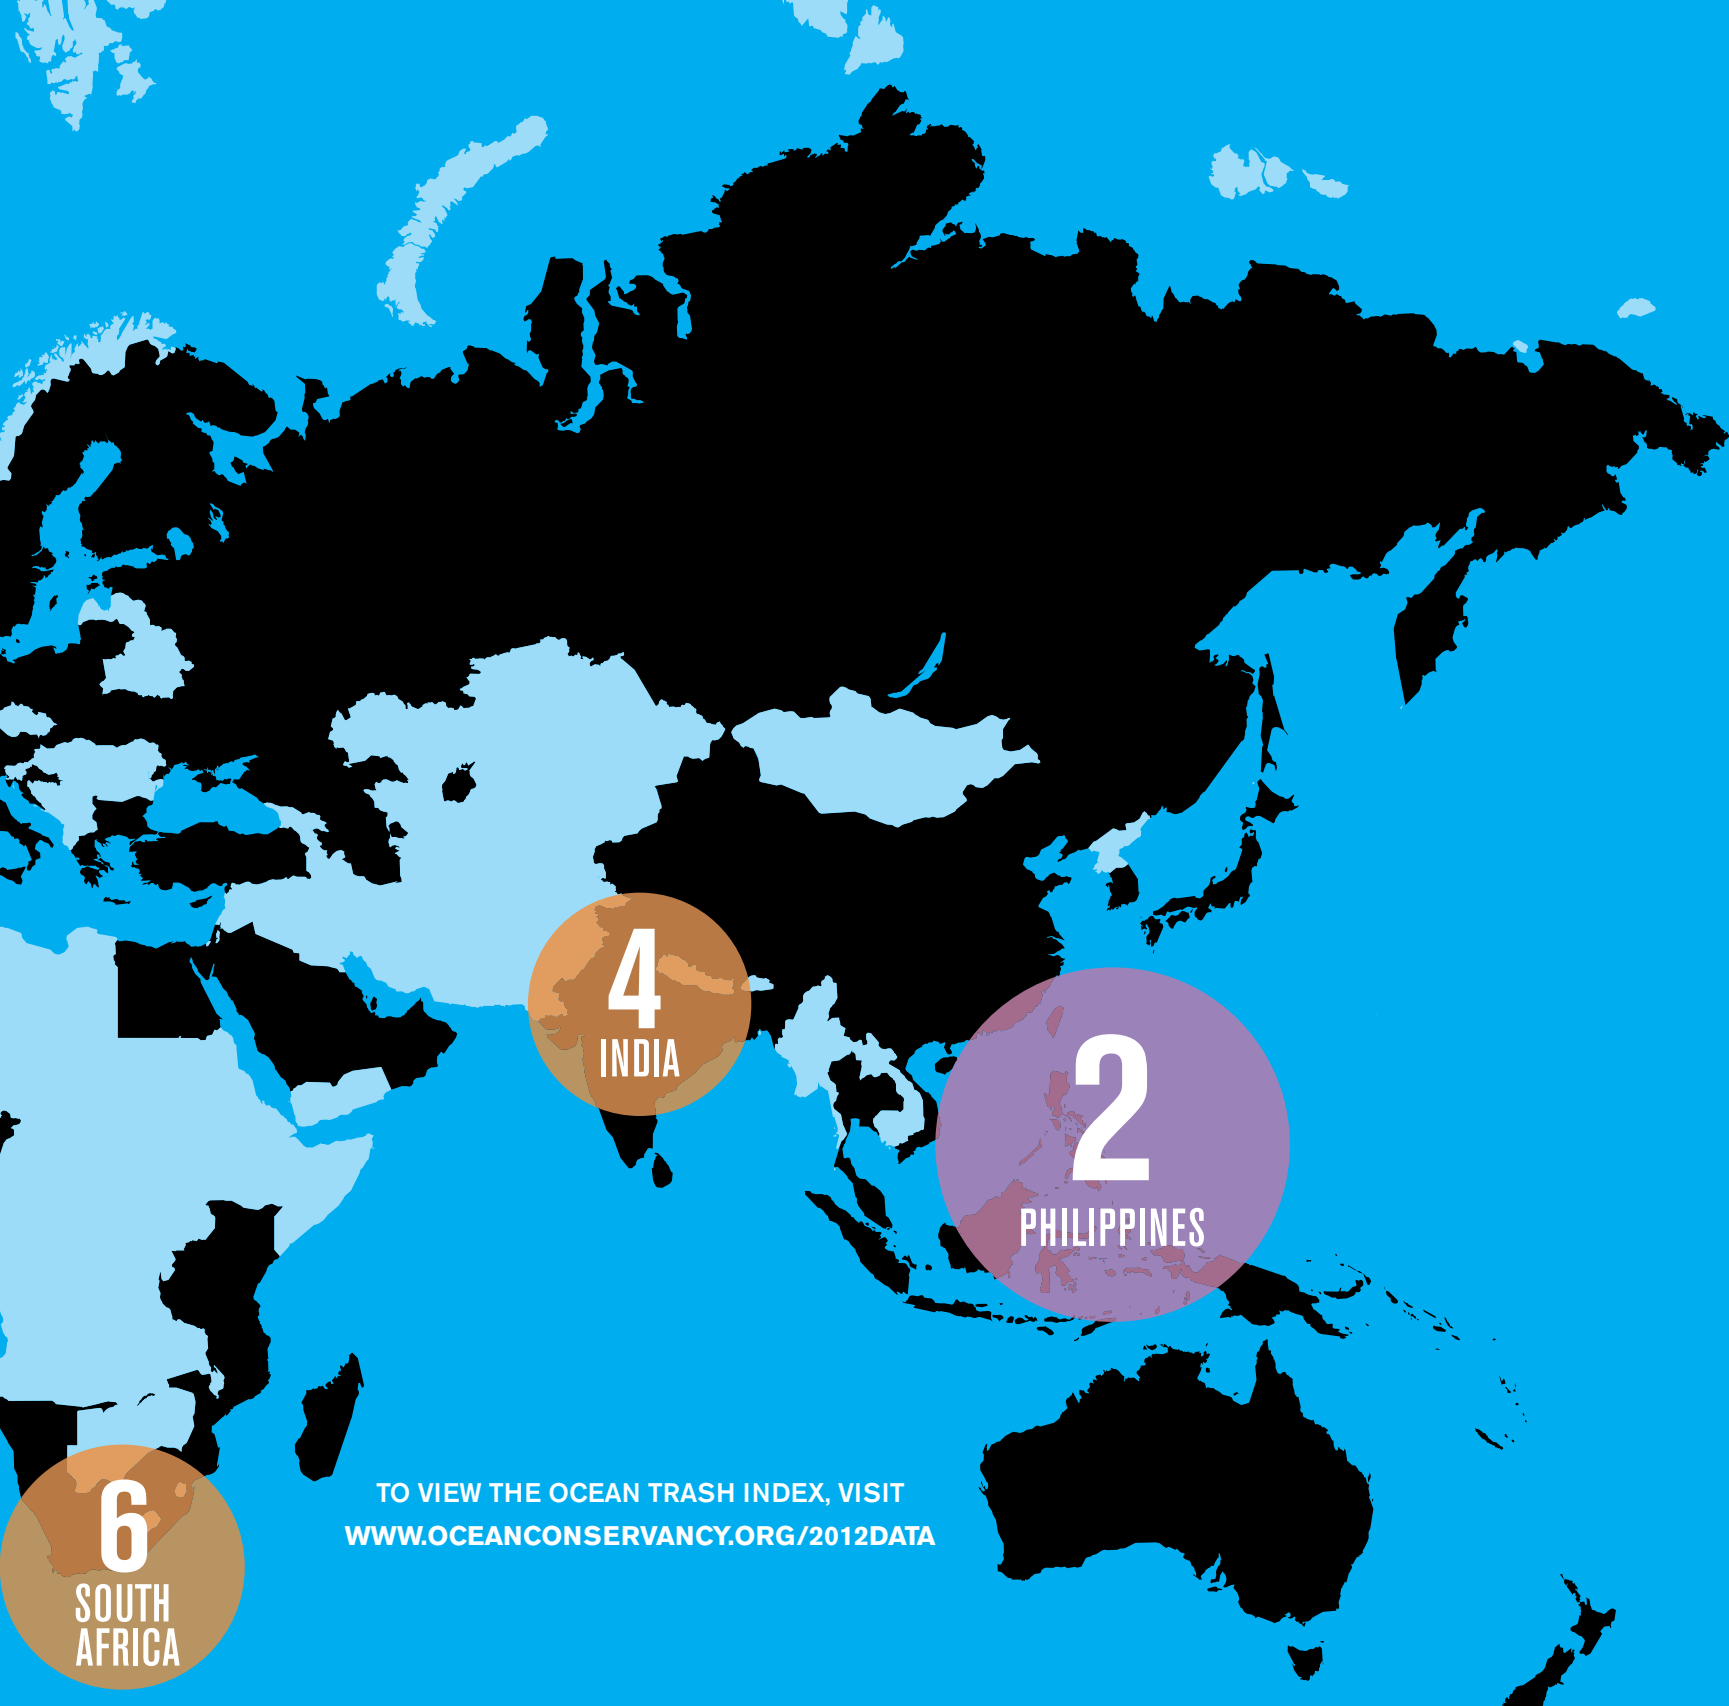 4
INDIA
2
PHILIPPINES
6
SOUTH
AFRICA
TO VIEW THE OCEAN TRASH INDEX, VISIT
WWW.OCEANCONSERVANCY.ORG/2012DATA